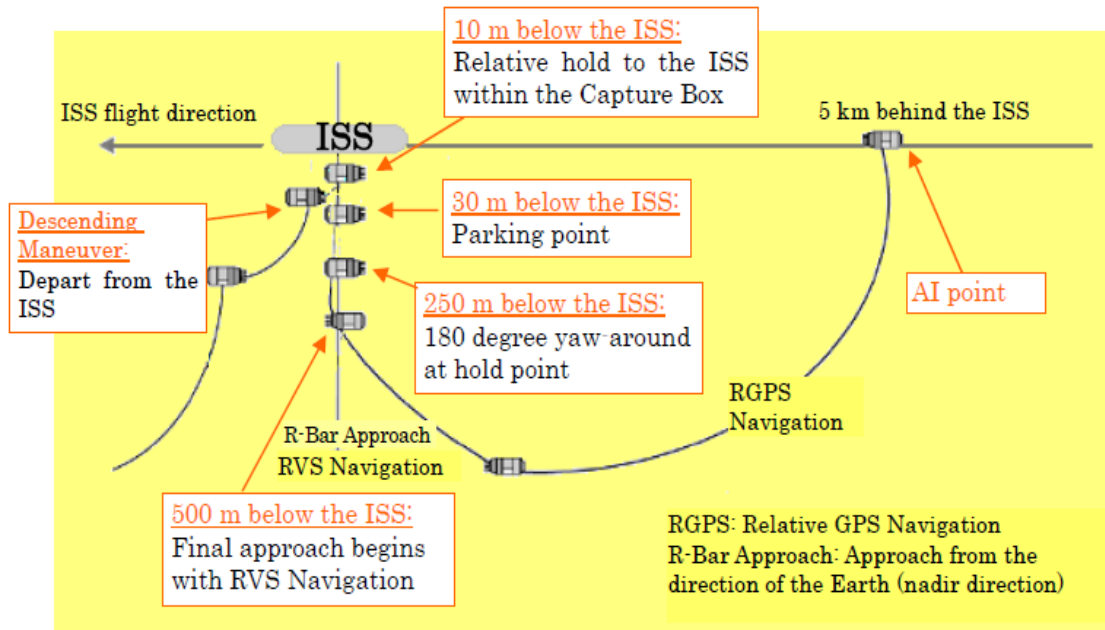 10 m below the ISS:
Relative hold to the ISS
within the Capture Box
ISS flight direction
ISS
5 km behind the ISS
Descending
Maneuver:
Depart from the
ISS
30 m below the ISS:
Parking point
250 m below the ISS:
180 degree yaw-around
at hold point
AI point
RGPS
Navigation
R-Bar Approach
RVS Navigation
500 m below the ISS:
Final approach begins
with RVS Navigation
RGPS: Relative GPS Navigation
R-Bar Approach: Approach from the
direction of the Earth (nadir direction)